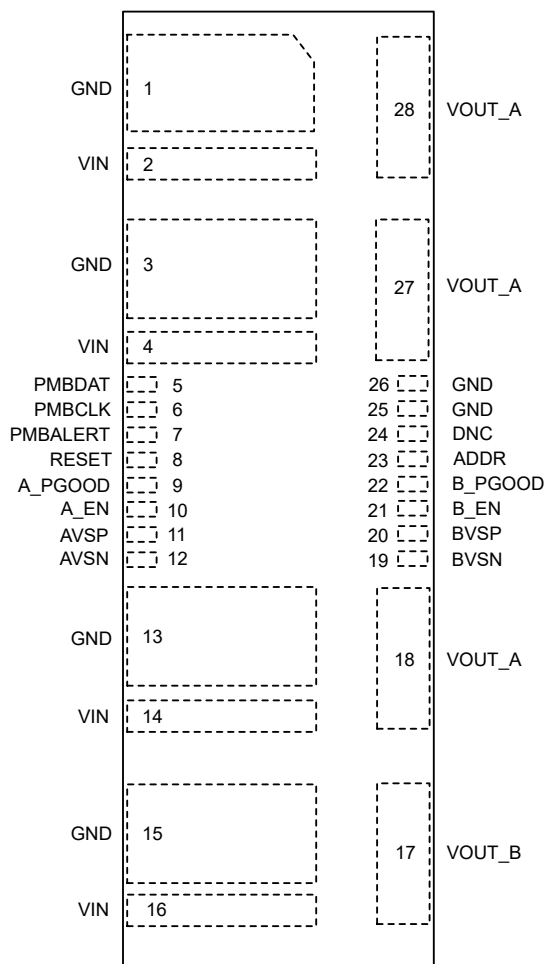 GND 1 28 VOUT_A
VIN 2
GND 3 27 VOUT_A
VIN 4
PMBDAT 5 26 GND
PMBCLK 6 25 GND
PMBALERT 7 24 DNC
RESET 8 23 ADDR
A_PGOOD 9 22 B_PGOOD
A_EN 10 21 B_EN
AVSP 11 20 BVSP
AVSN 12 19 BVSN
GND 13 18 VOUT_A
VIN 14
GND 15 17 VOUT_B
VIN 16